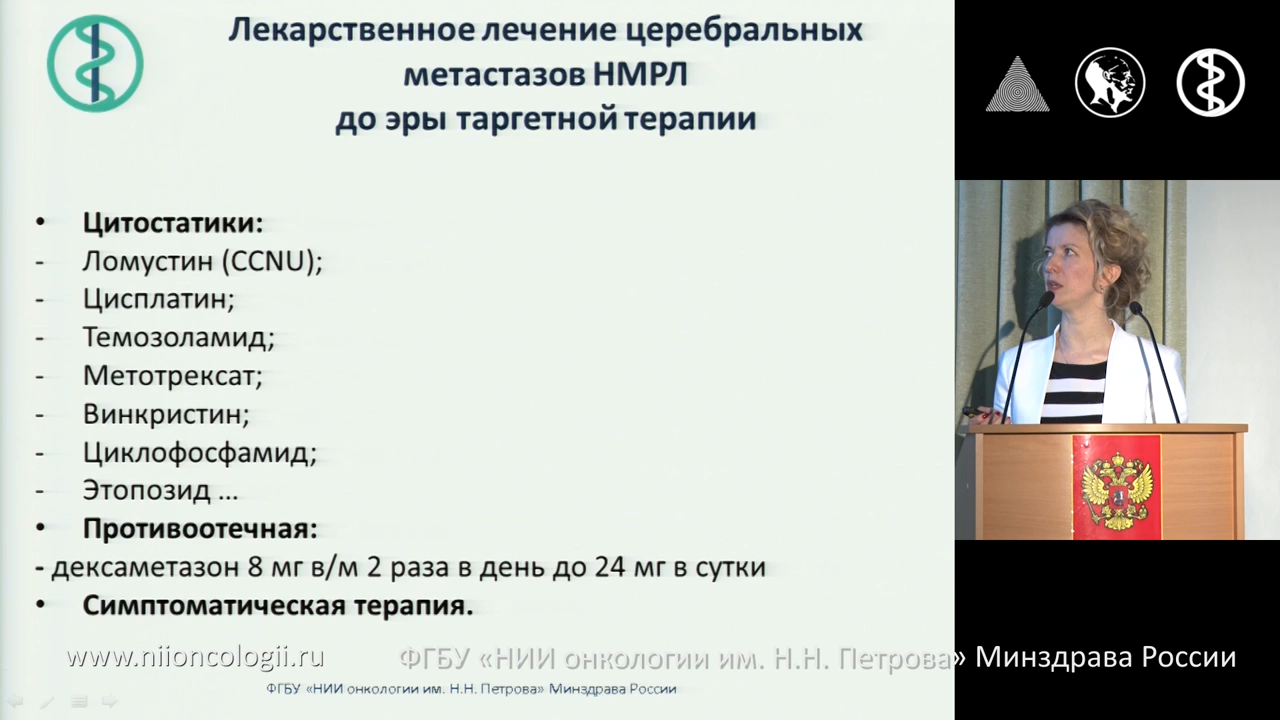 Лекарственное лечение церебральных
метастазов НМРЛ
до эры таргетной терапии
• Цитостатики:
- Ломустин (CCNU);
- Цисплатин;
- Темозоламид;
- Метотрексат;
- Винкристин;
- Циклофосфамид;
- Этопозид ...
• Противоотечная:
- дексаметазон 8 мг в/м 2 раза в день до 24 мг в сутки
• Симптоматическая терапия.
www.niioncologii.ru ФГБУ «НИИ онкологии им. Н.Н. Петрова» Минздрава России
ФГБУ «НИИ онкологии им. Н.Н. Петрова» Минздрава России